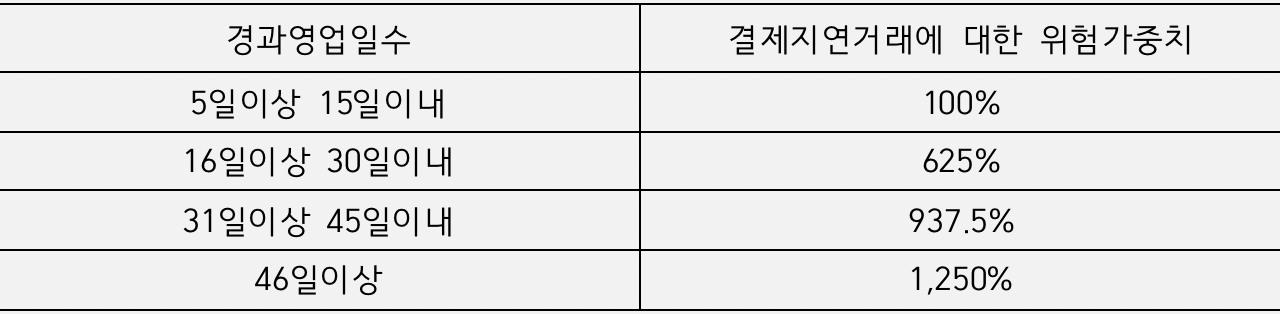 경과영업일수 결제지연거래에 대한 위험가중치
5일이상 15일이내 100%
16일이상 30일이내 625%
31일이상 45일이내 937.5%
46일이상 1,250%